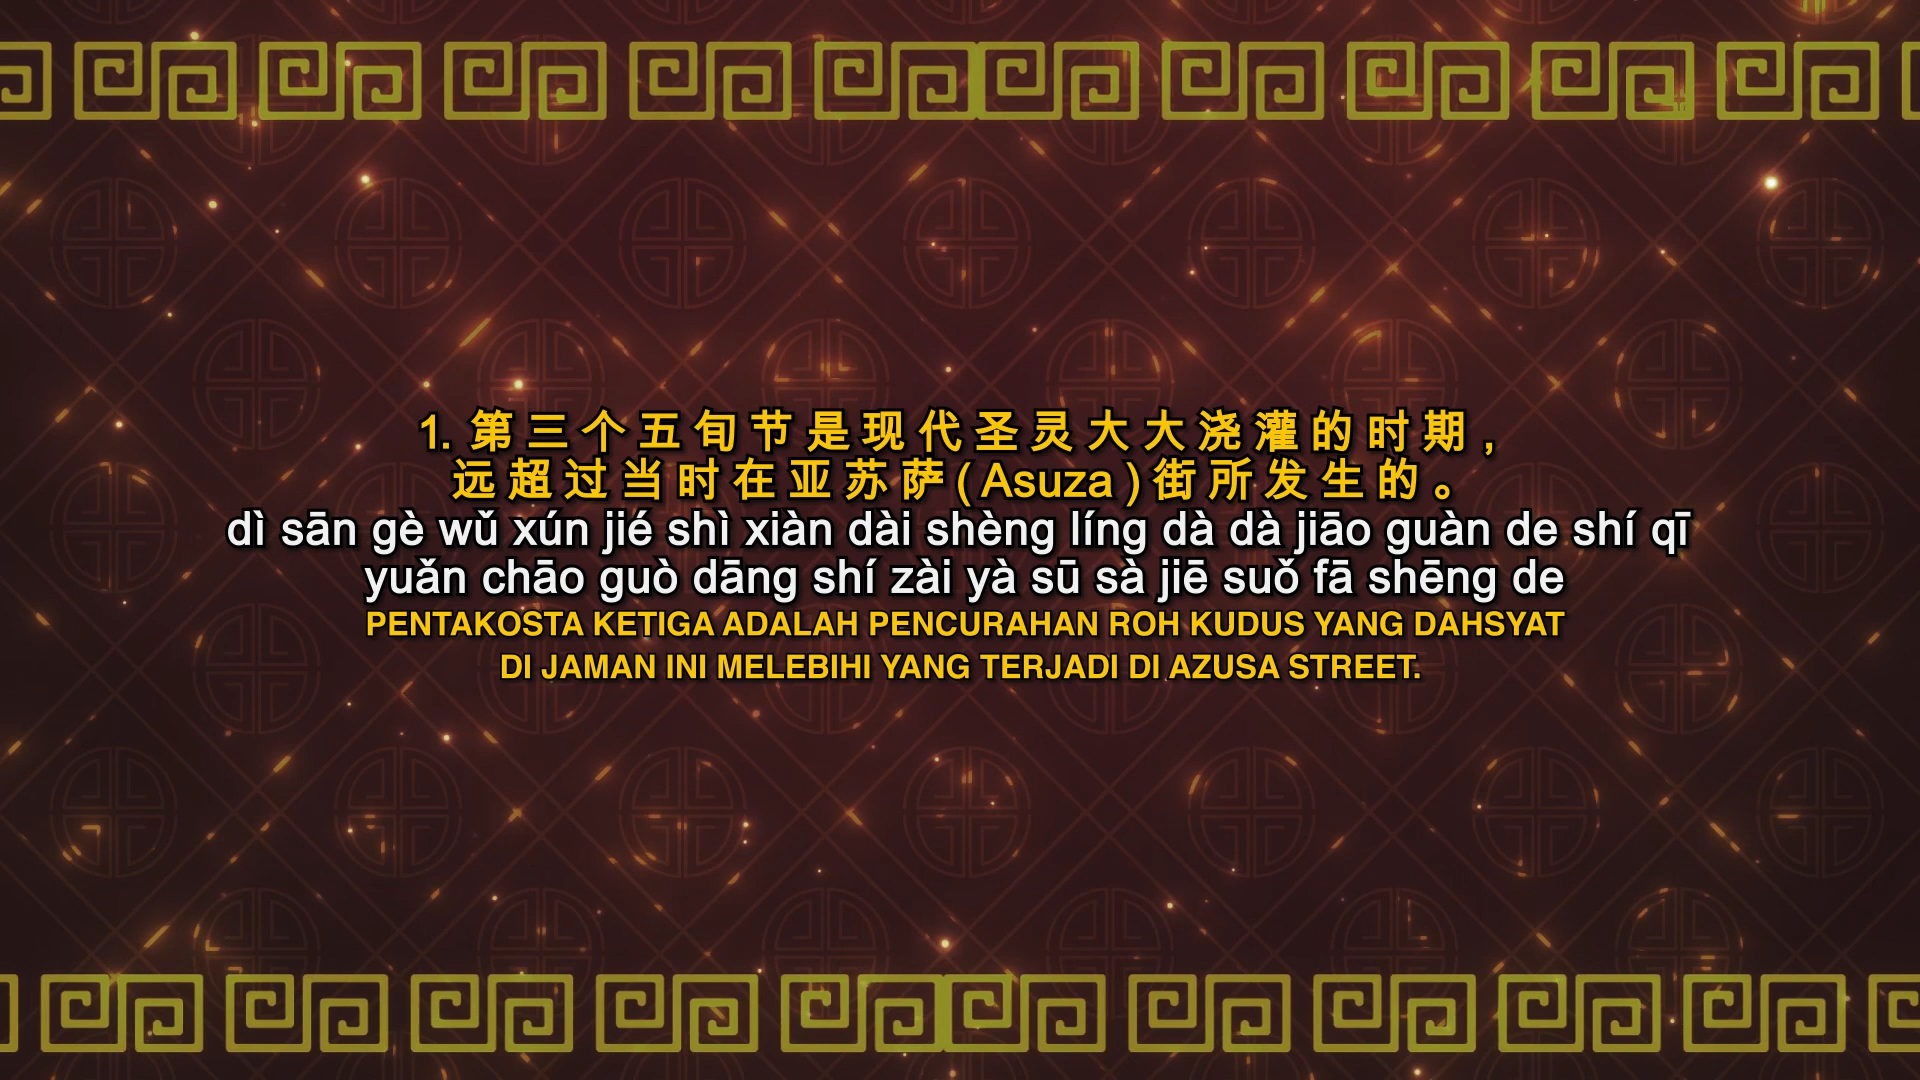 1. 第三个五旬节是现代圣灵大大浇灌的时期,
远超过当时在亚苏萨(Asuza)街所发生的。
dì sān gè wǔ xún jié shì xiàn dài shèng líng dà dà jiāo guàn de shí qī
yuǎn chāo guò dāng shí zài yà sū sà jiē suǒ fā shēng de
PENTAKOSTA KETIGA ADALAH PENCURAHAN ROH KUDUS YANG DAHSYAT
DI JAMAN INI MELEBIHI YANG TERJADI DI AZUSA STREET.